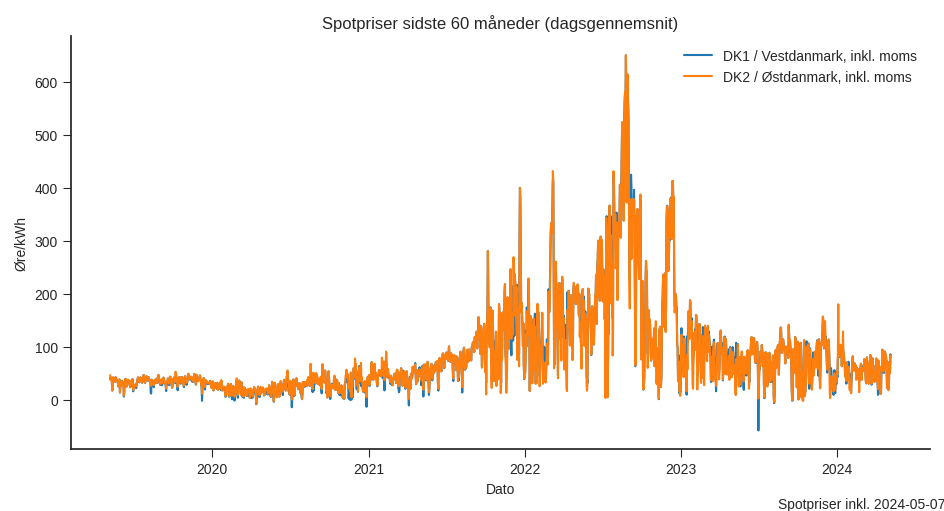 Spotpriser sidste 60 måneder (dagsgennemsnit)
DK1 / Vestdanmark, inkl. moms
DK2 / Østdanmark, inkl. moms
Øre/kWh
600
500
400
300
200
100
0
2020
2021
2022
2023
2024
Dato
Spotpriser inkl. 2024-05-07